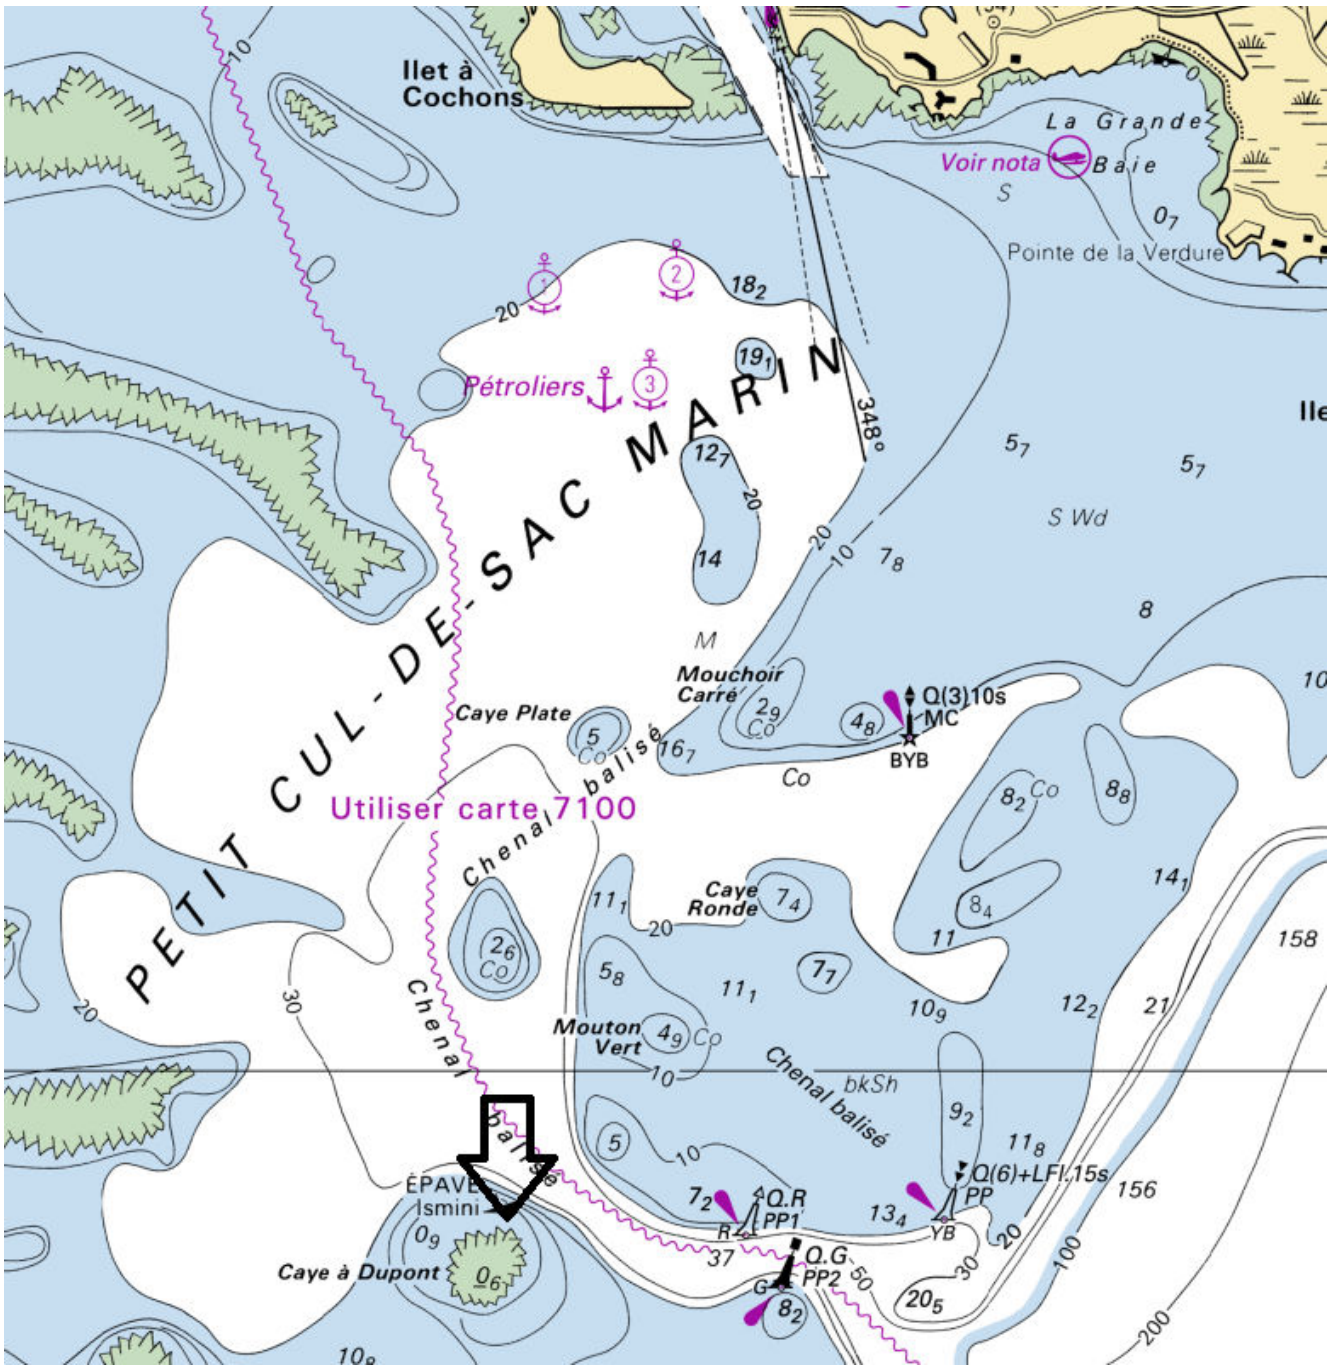 10
(54)
Ilet à
Cochons
La Grande
Voir nota
Baie
S
0₇
Pointe de la Verdure
1
2
18₂
20
19₁
Pétroliers
3
348°
Ile
PETIT CUL-DE-SAC MARIN
12₇
5₇
5₇
20
14
S Wd
20
10
7₈
8
M
Mouchoir
Carré
2₉
Co
4₈
Q(3)10s
MC
BYB
10
Caye Plate
5
Co
16₇
Co
Chenal balisé
Utiliser carte 7100
8₂
Co
8₈
Caye
Ronde
7₄
11₁
20
8₄
14₁
11
158
2₆
Co
5₈
7₇
11₁
10₉
12₂
21
20
30
Chenal balisé
Mouton
Vert
4₉
Co
10
Chenal balisé
bkSh
9₂
5
10
11₈
ÉPAVE
Ismini
0₉
Caye à Dupont
0₆
7₂
Q.R
PP1
R
37
Q.G
PP2
G
8₂
50
13₄
Q(6)+LFl.15s
PP
YB
20
30
20₅
156
100
200
10₈